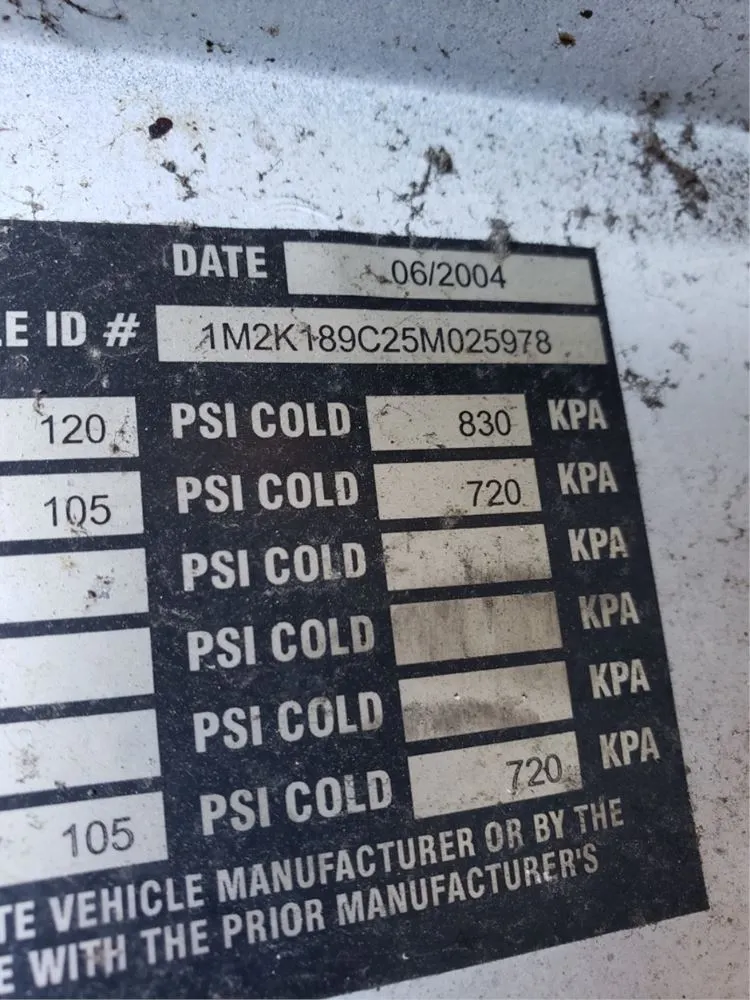 DATE 06/2004
LE ID # 1M2K189C25M025978
120 PSI COLD 830 KPA
105 PSI COLD 720 KPA
PSI COLD KPA
PSI COLD KPA
PSI COLD KPA
105 PSI COLD 720 KPA
TE VEHICLE MANUFACTURER OR BY THE
E WITH THE PRIOR MANUFACTURER'S